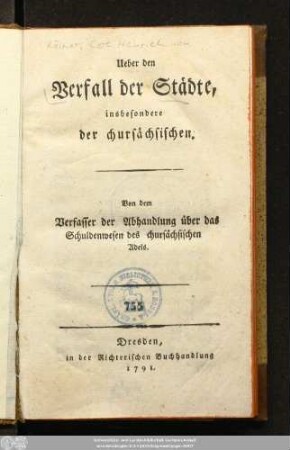 Ueber den
Verfall der Städte,
insbesondere
der chursächsischen.
Von dem
Verfasser der Abhandlung über das
Schuldenwesen des chursächsischen
Adels.
755
Dresden,
in der Richterischen Buchhandlung
1791.